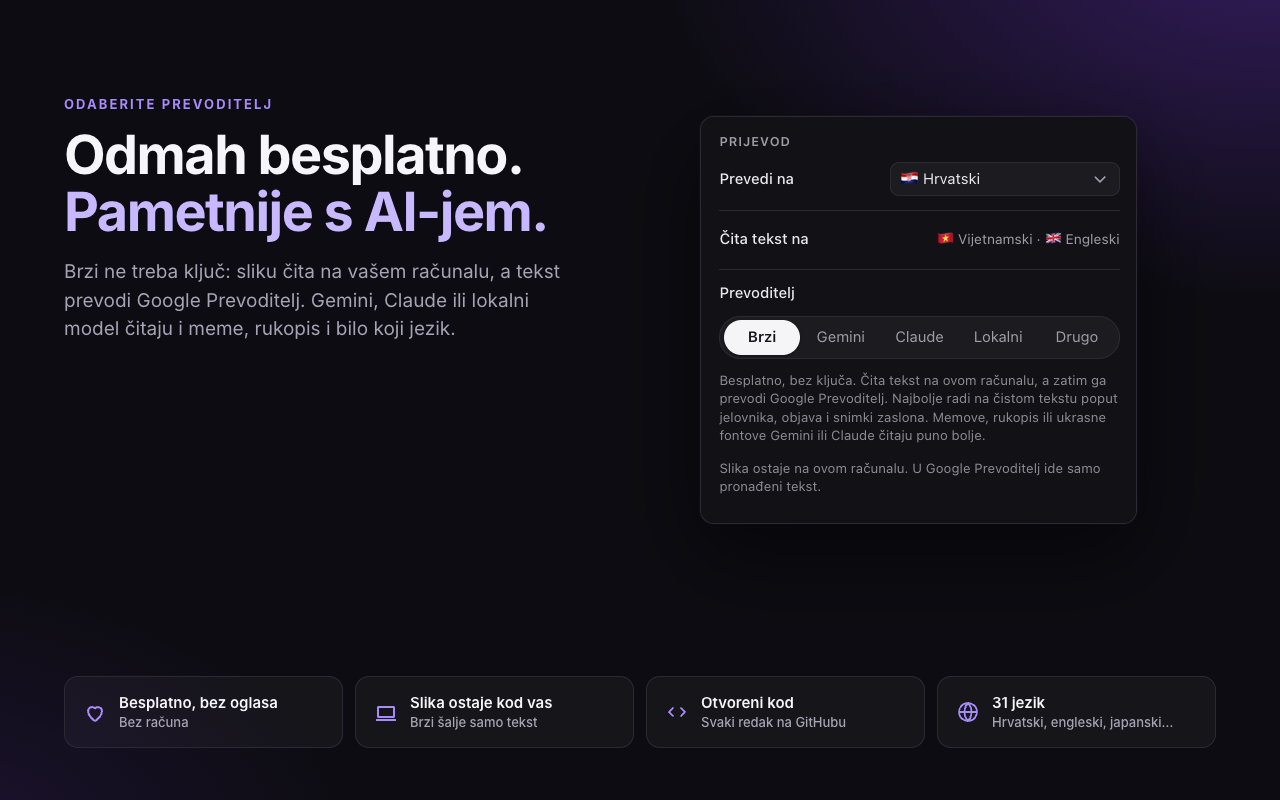 ODABERITE PREVODITELJ
Odmah besplatno.
Pametnije s AI-jem.
Brzi ne treba ključ: sliku čita na vašem računalu, a tekst
prevodi Google Prevoditelj. Gemini, Claude ili lokalni
model čitaju i meme, rukopis i bilo koji jezik.
PRIJEVOD
Prevedi na
Hrvatski
Čita tekst na
Vijetnamski · Engleski
Prevoditelj
Brzi
Gemini
Claude
Lokalni
Drugo
Besplatno, bez ključa. Čita tekst na ovom računalu, a zatim ga
prevodi Google Prevoditelj. Najbolje radi na čistom tekstu poput
jelovnika, objava i snimki zaslona. Memove, rukopis ili ukrasne
fontove Gemini ili Claude čitaju puno bolje.
Slika ostaje na ovom računalu. U Google Prevoditelj ide samo
pronađeni tekst.
Besplatno, bez oglasa
Bez računa
Slika ostaje kod vas
Brzi šalje samo tekst
Otvoreni kod
Svaki redak na GitHubu
31 jezik
Hrvatski, engleski, japanski...